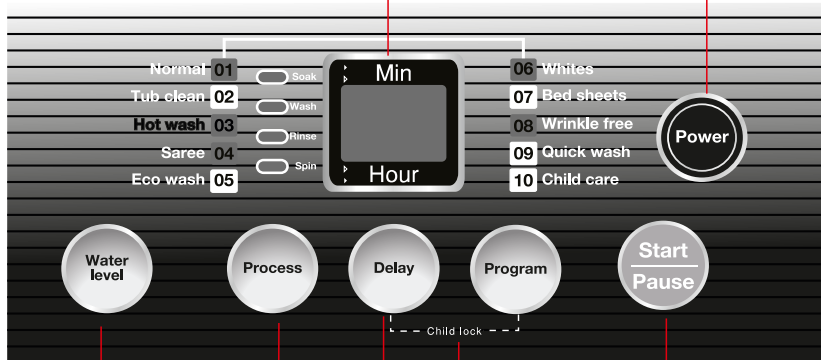 Normal 01
Tub clean 02
Hot wash 03
Saree 04
Eco wash 05
Soak
Wash
Rinse
Spin
Min
Hour
06 Whites
07 Bed sheets
08 Wrinkle free
09 Quick wash
10 Child care
Power
Water
level
Process
Delay
Program
Start
Pause
Child lock